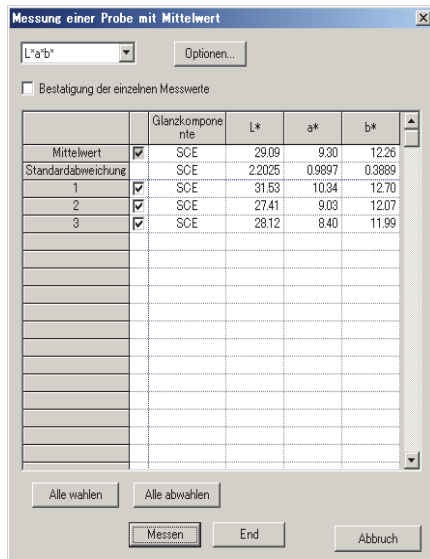 Messung einer Probe mit Mittelwert
L*a*b*
Optionen...
Bestatigung der einzelnen Messwerte
Glanzkompone
nte L* a* b*
Mittelwert SCE 29.09 9.30 12.26
Standardabweichung SCE 2.2025 0.9897 0.3889
1 SCE 31.53 10.34 12.70
2 SCE 27.41 9.03 12.07
3 SCE 28.12 8.40 11.99
Alle wahlen Alle abwahlen
Messen End Abbruch